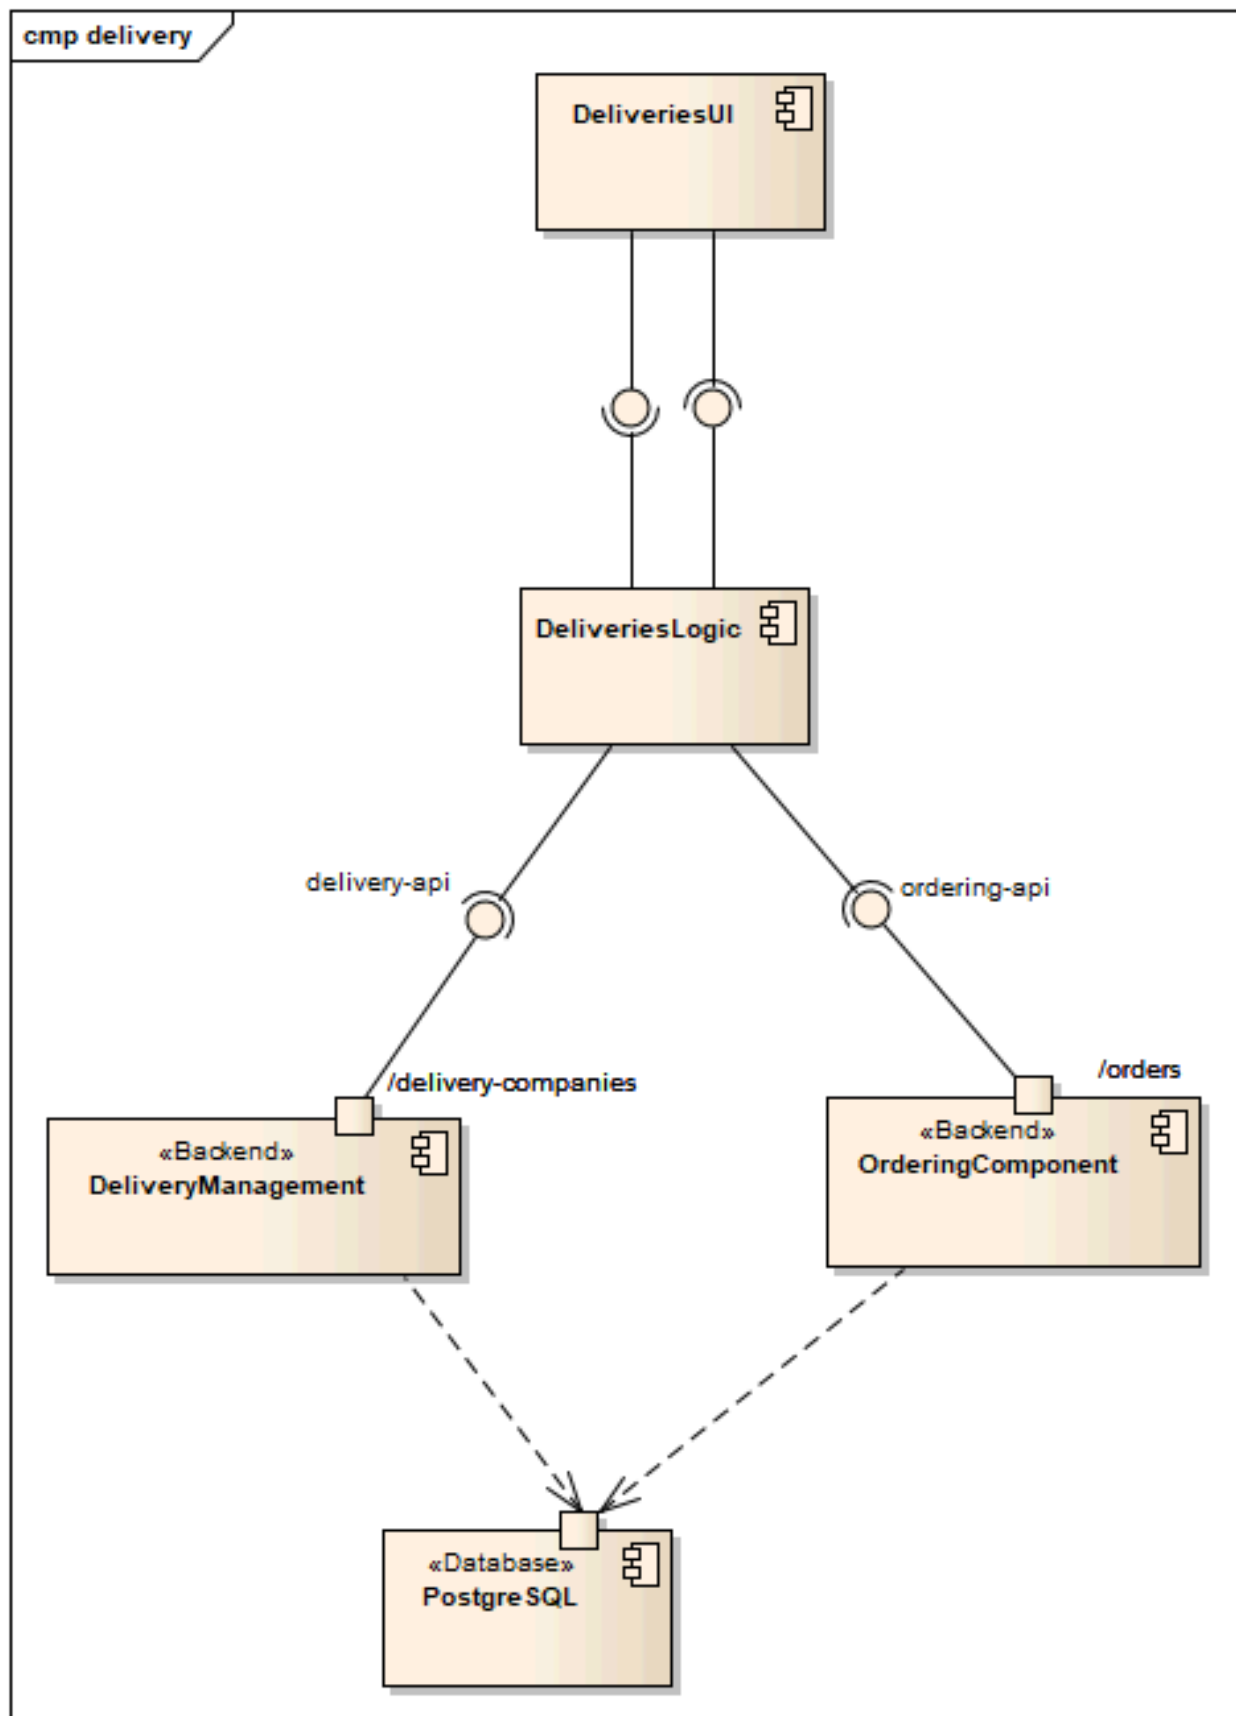 cmp delivery
DeliveriesUI
DeliveriesLogic
delivery-api
ordering-api
/delivery-companies
/orders
«Backend»
DeliveryManagement
«Backend»
OrderingComponent
«Database»
PostgreSQL